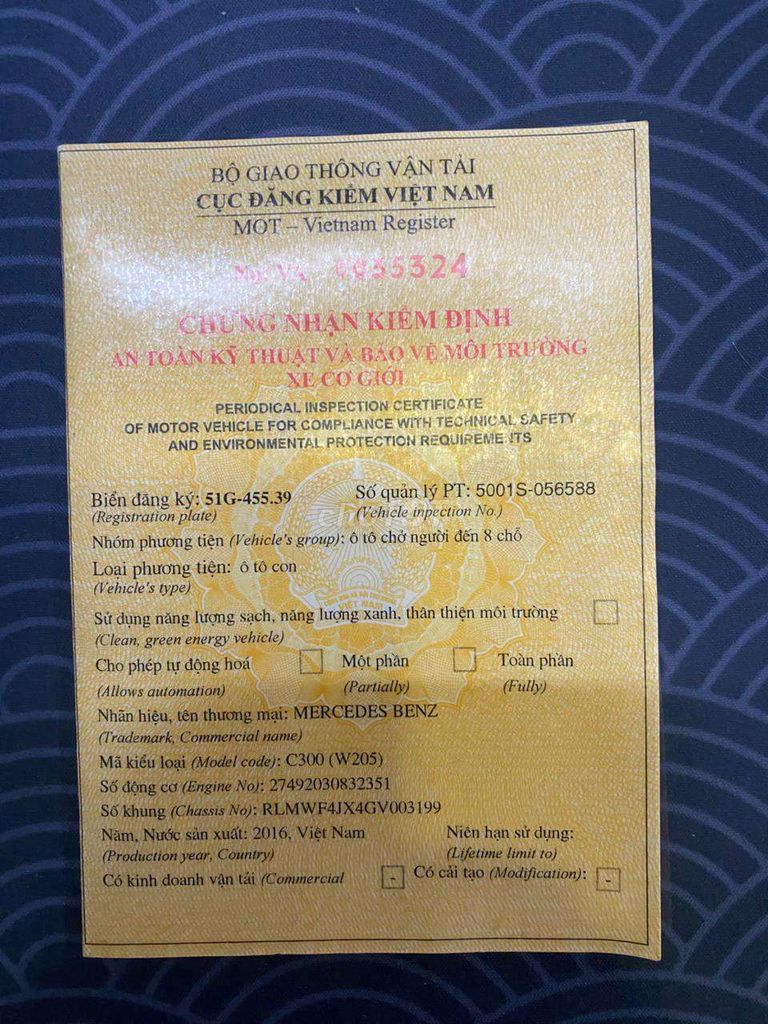 BỘ GIAO THÔNG VẬN TẢI
CỤC ĐĂNG KIỂM VIỆT NAM
MOT – Vietnam Register
CHỨNG NHẬN KIỂM ĐỊNH
AN TOÀN KỸ THUẬT VÀ BẢO VỆ MÔI TRƯỜNG
XE CƠ GIỚI
PERIODICAL INSPECTION CERTIFICATE
OF MOTOR VEHICLE FOR COMPLIANCE WITH TECHNICAL SAFETY
AND ENVIRONMENTAL PROTECTION REQUIREMENTS
Biển đăng ký: 51G-455.39 Số quản lý PT: 5001S-056588
(Registration plate) (Vehicle inpection No.)
Nhóm phương tiện (Vehicle's group): ô tô chở người đến 8 chỗ
Loại phương tiện: ô tô con
(Vehicle's type)
VIỆT NAM
Sử dụng năng lượng sạch, năng lượng xanh, thân thiện môi trường
(Clean, green energy vehicle)
Cho phép tự động hoá Một phần Toàn phần
(Allows automation) (Partially) (Fully)
Nhãn hiệu, tên thương mại: MERCEDES BENZ
(Trademark, Commercial name)
Mã kiểu loại (Model code): C300 (W205)
Số động cơ (Engine No): 27492030832351
Số khung (Chassis No): RLMWF4JX4GV003199
Năm, Nước sản xuất: 2016, Việt Nam Niên hạn sử dụng:
(Production year, Country) (Lifetime limit to)
Có kinh doanh vận tải (Commercial - Có cải tạo (Modification): -